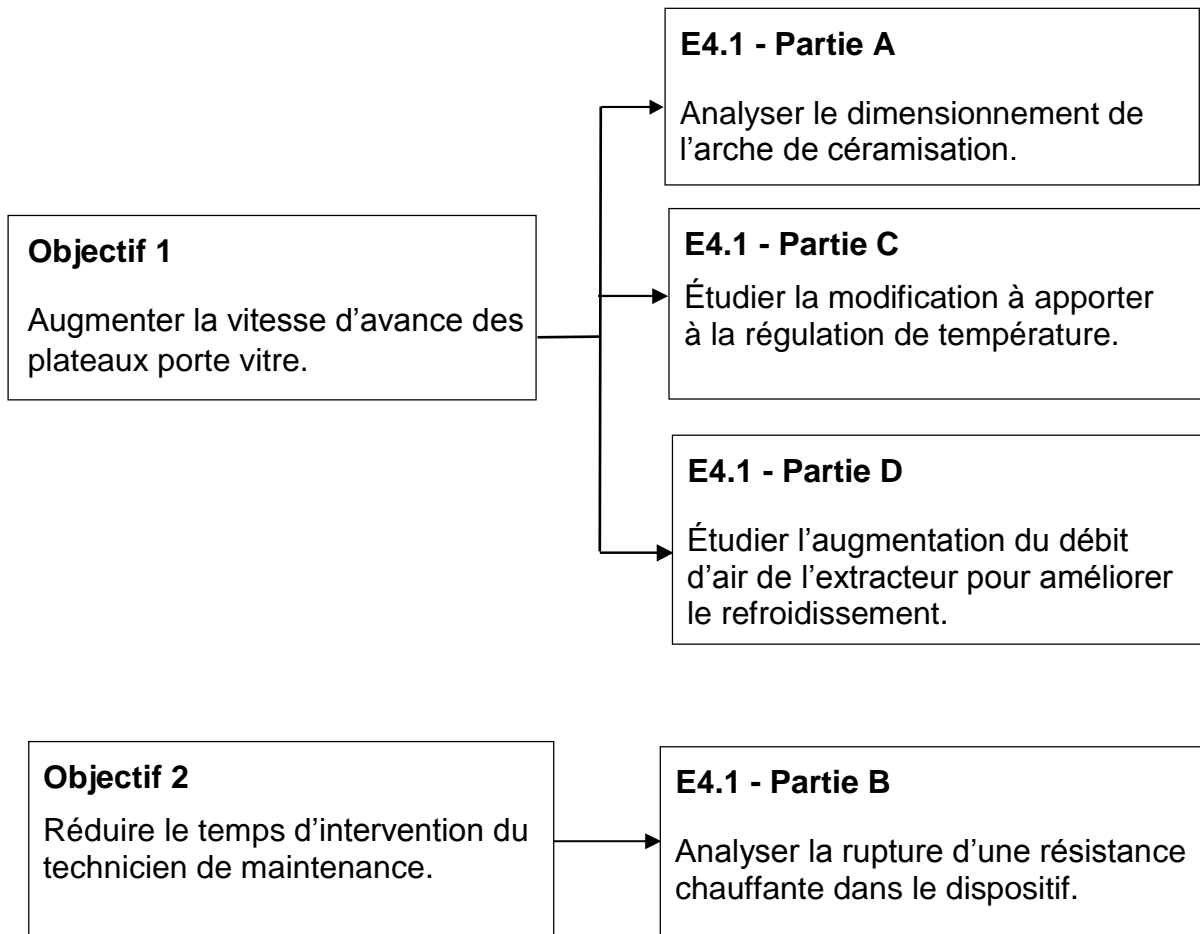 E4.1 - Partie A
Analyser le dimensionnement de
l’arche de céramisation.
Objectif 1
Augmenter la vitesse d’avance des
plateaux porte vitre.
E4.1 - Partie C
Étudier la modification à apporter
à la régulation de température.
E4.1 - Partie D
Étudier l’augmentation du débit
d’air de l’extracteur pour améliorer
le refroidissement.
Objectif 2
Réduire le temps d’intervention du
technicien de maintenance.
E4.1 - Partie B
Analyser la rupture d’une résistance
chauffante dans le dispositif.